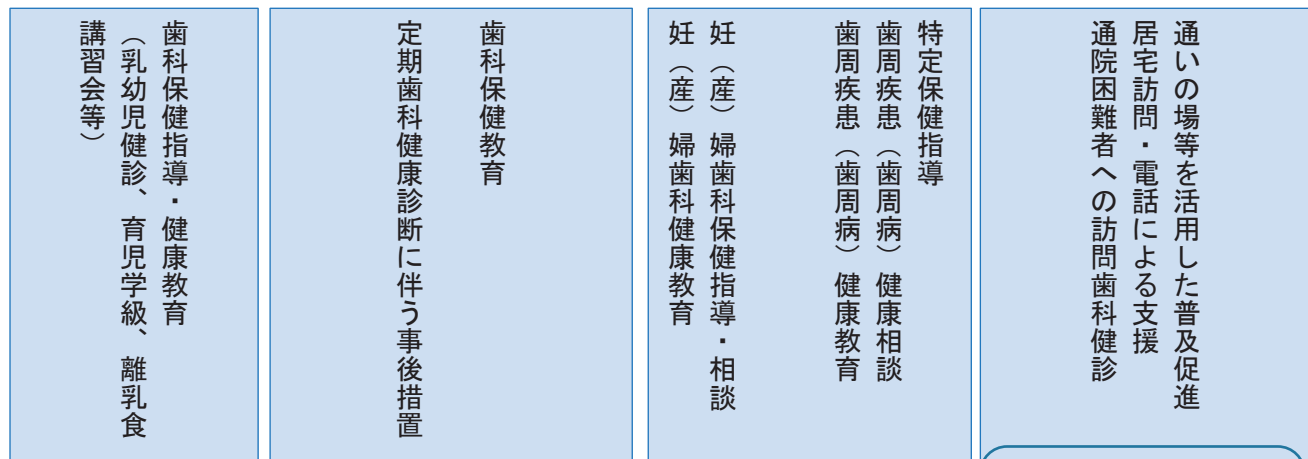 歯科保健指導・健康教育
（乳幼児健診、育児学級、離乳食
講習会等）
歯科保健教育
定期歯科健康診断に伴う事後措置
特定保健指導
歯周疾患（歯周病）健康相談
歯周疾患（歯周病）健康教育
妊（産）婦歯科保健指導・相談
妊（産）婦歯科健康教育
通いの場等を活用した普及促進
居宅訪問・電話による支援
通院困難者への訪問歯科健診